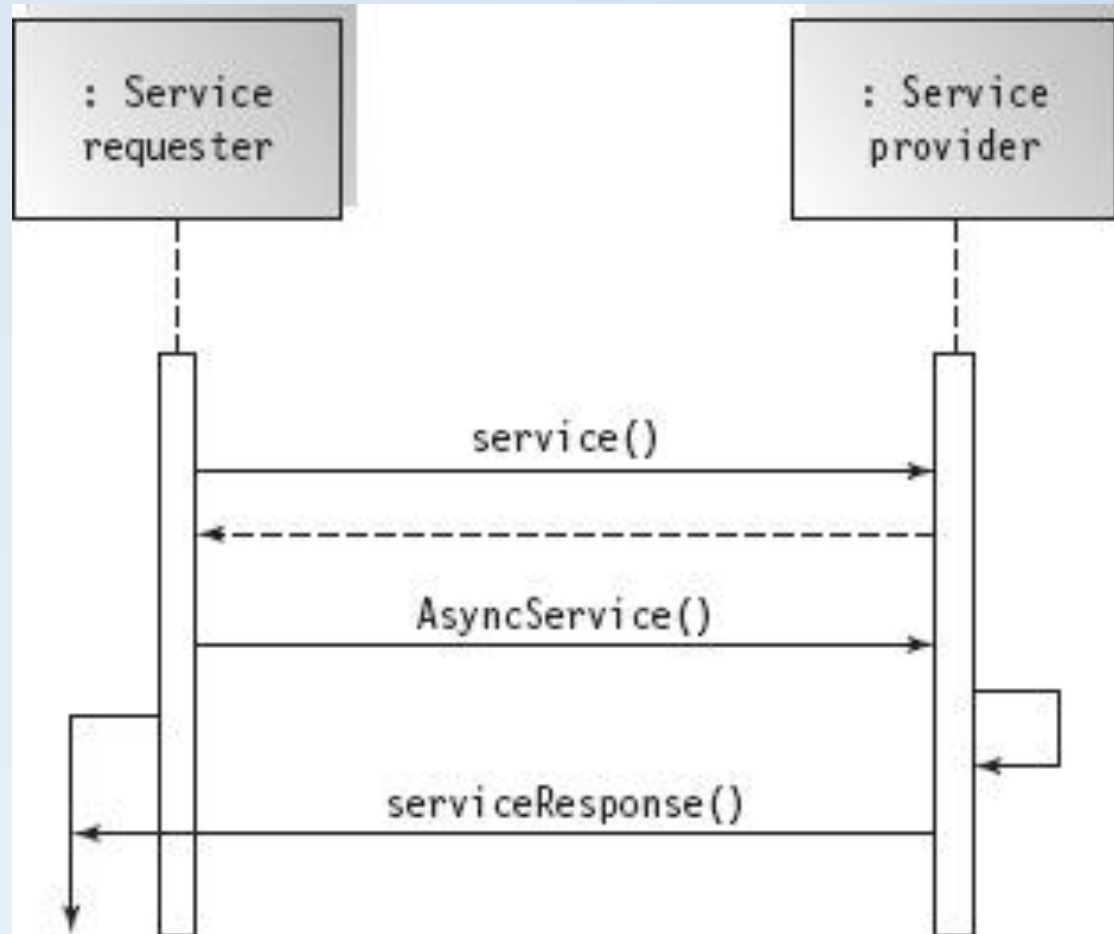 : Service
requester
: Service
provider
service()
AsyncService()
serviceResponse()